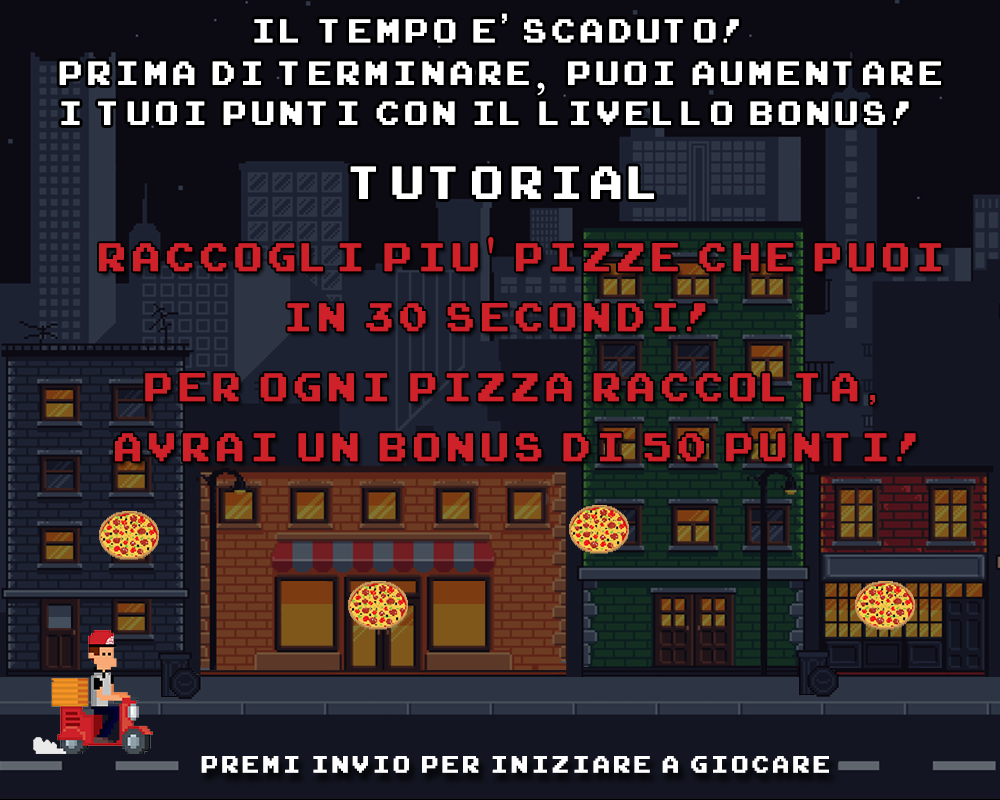 IL TEMPO E' SCADUTO!
PRIMA DI TERMINARE, PUOI AUMENTARE
I TUOI PUNTI CON IL LIVELLO BONUS!
TUTORIAL
RACCOGLI PIU' PIZZE CHE PUOI
IN 30 SECONDI!
PER OGNI PIZZA RACCOLTA,
AVRAI UN BONUS DI 50 PUNTI!
PREMI INVIO PER INIZIARE A GIOCARE